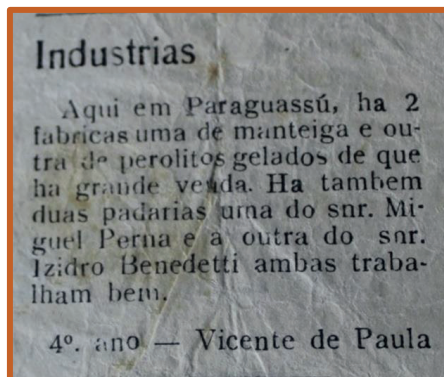 Industrias
Aqui em Paraguassú, ha 2
fabricas uma de manteiga e ou-
tra de perolitos gelados de que
ha grande venda. Ha tambem
duas padarias uma do snr. Mi-
guel Perna e a outra do snr.
Izidro Benedetti ambas traba-
lham bem.
4º. ano — Vicente de Paula